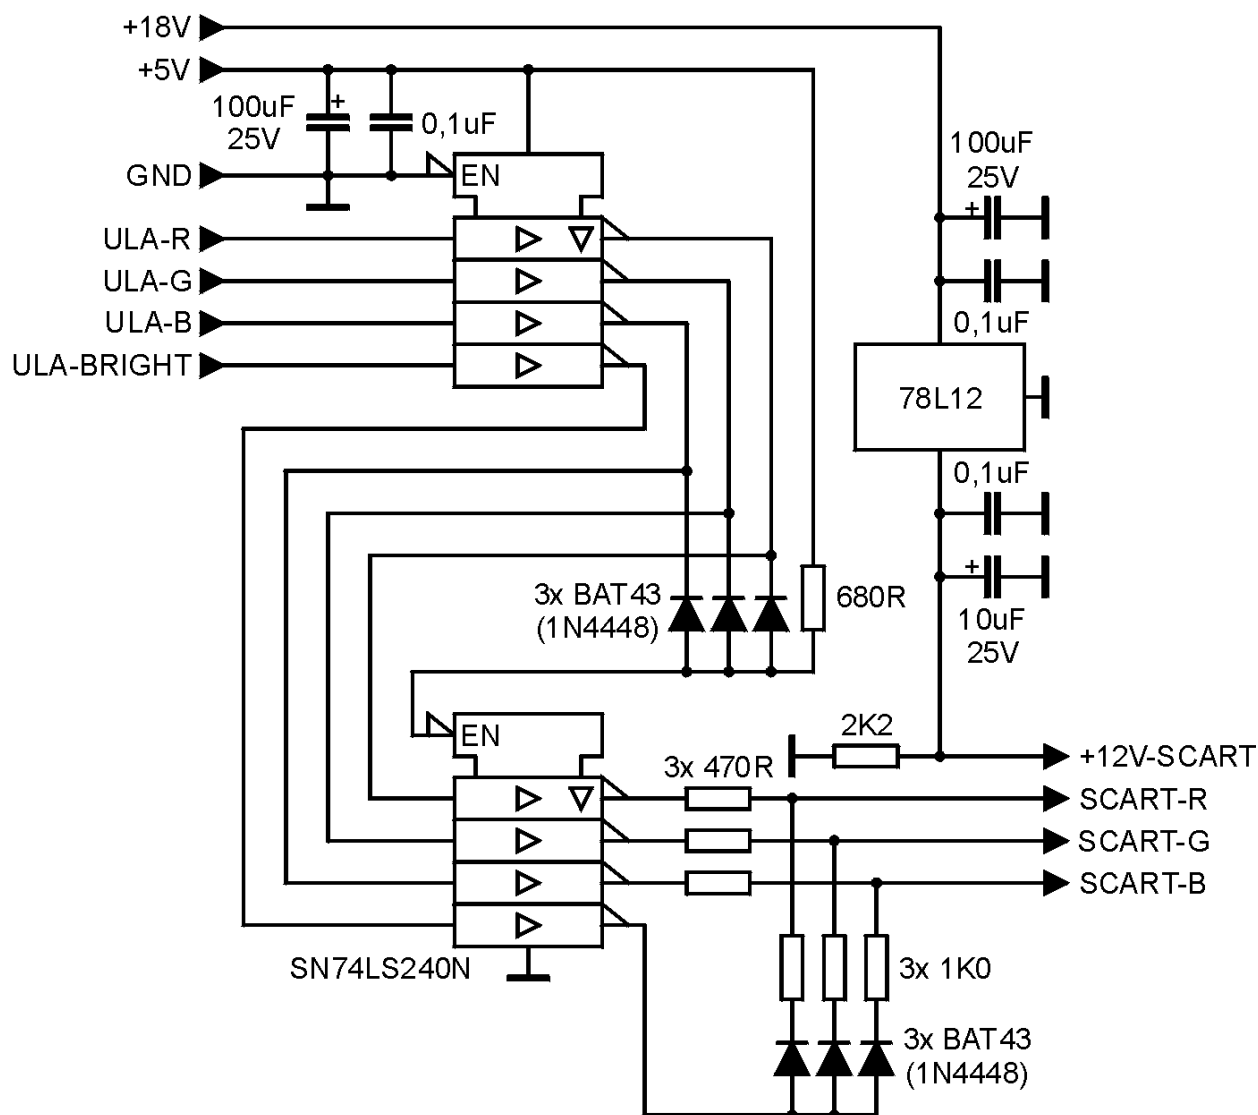 +18V
+5V
100uF
25V
+
0,1uF
GND
EN
ULA-R
ULA-G
ULA-B
ULA-BRIGHT
100uF
25V
+
0,1uF
78L12
0,1uF
+
10uF
25V
3x BAT43
(1N4448)
680R
EN
2K2
+12V-SCART
3x 470R
SCART-R
SCART-G
SCART-B
SN74LS240N
3x 1K0
3x BAT43
(1N4448)